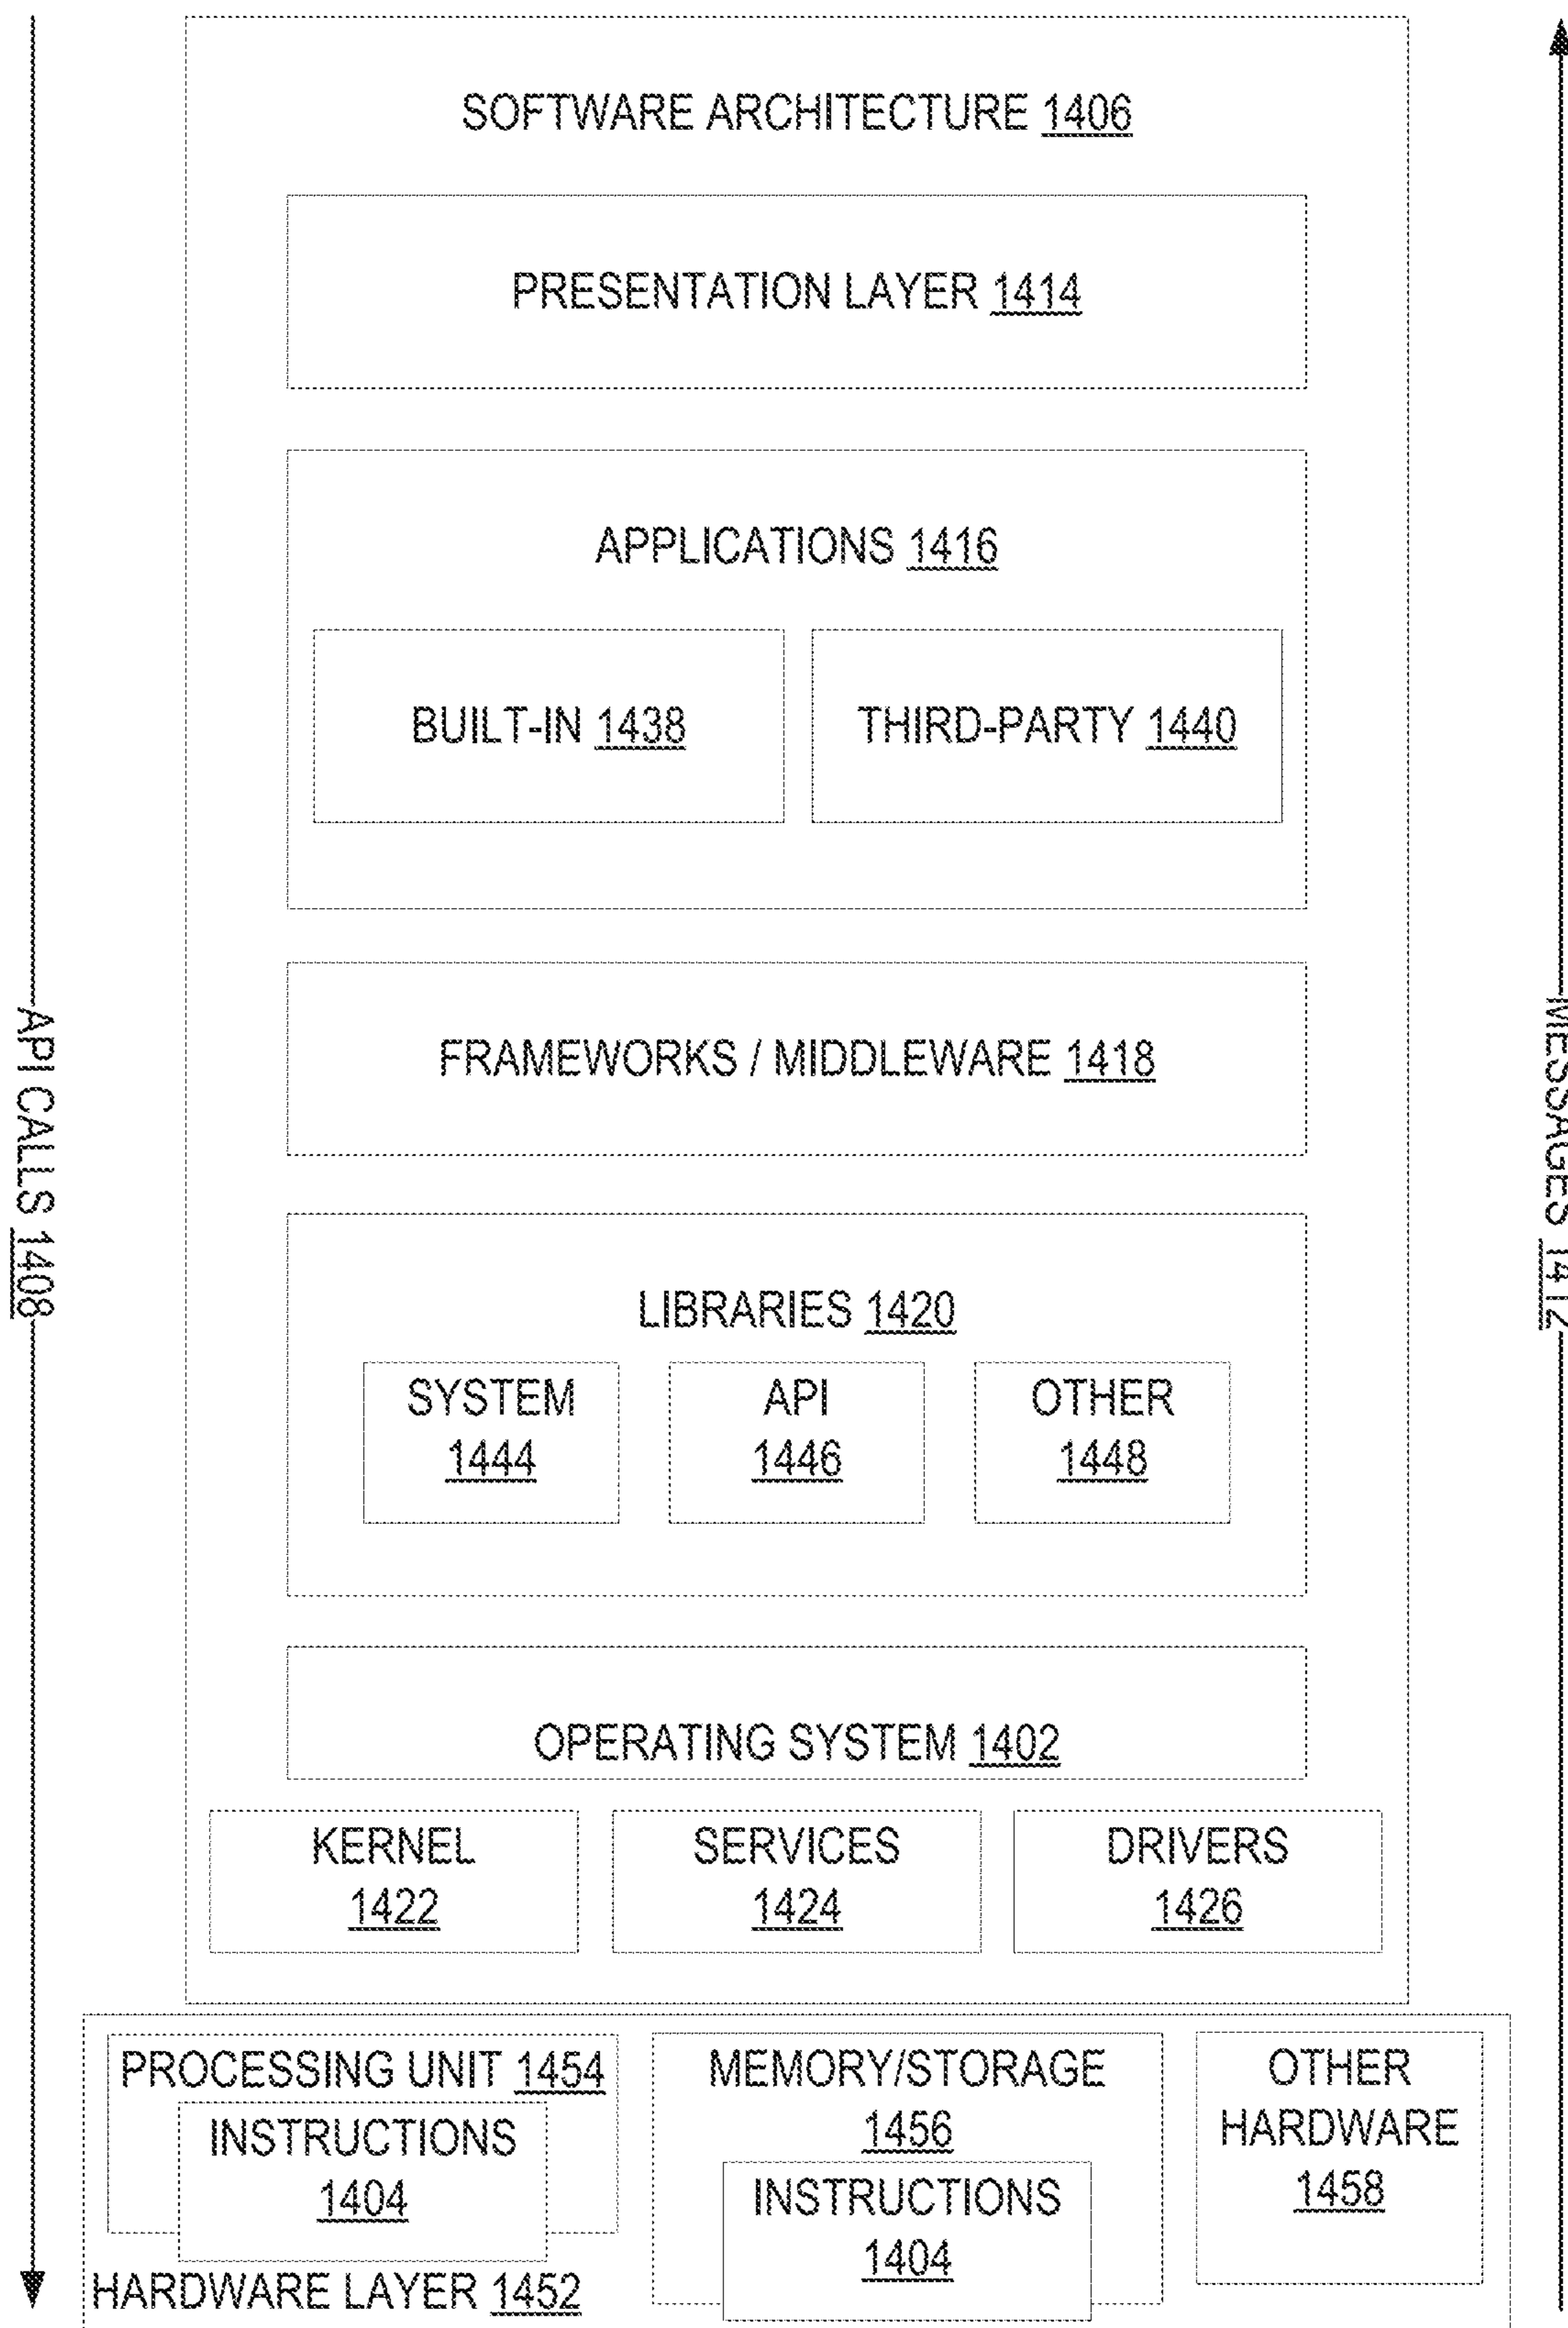 SOFTWARE ARCHITECTURE 1406
PRESENTATION LAYER 1414
APPLICATIONS 1416
BUILT-IN 1438
THIRD-PARTY 1440
FRAMEWORKS / MIDDLEWARE 1418
LIBRARIES 1420
SYSTEM
1444
API
1446
OTHER
1448
OPERATING SYSTEM 1402
KERNEL
1422
SERVICES
1424
DRIVERS
1426
PROCESSING UNIT 1454
INSTRUCTIONS
1404
MEMORY/STORAGE
1456
INSTRUCTIONS
1404
OTHER
HARDWARE
1458
HARDWARE LAYER 1452
API CALLS 1408
MESSAGES 1412